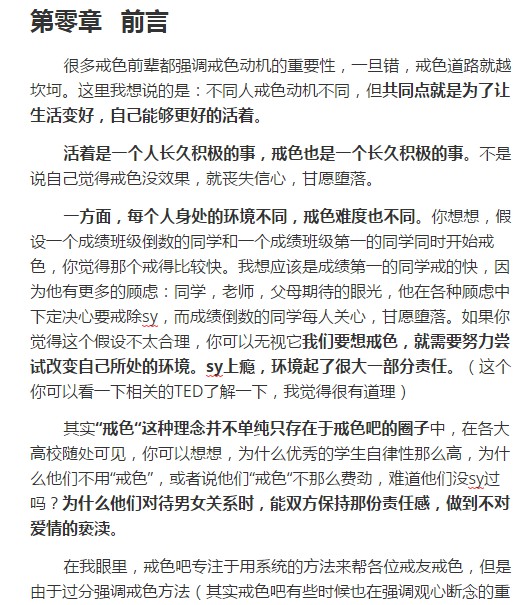 第零章 前言
很多戒色前辈都强调戒色动机的重要性，一旦错，戒色道路就越
坎坷。这里我想说的是：不同人戒色动机不同，但共同点就是为了让
生活变好，自己能够更好的活着。
活着是一个人长久积极的事，戒色也是一个长久积极的事。不是
说自己觉得戒色没效果，就丧失信心，甘愿堕落。
一方面，每个人身处的环境不同，戒色难度也不同。你想想，假
设一个成绩班级倒数的同学和一个成绩班级第一的同学同时开始戒
色，你觉得那个戒得比较快。我想应该是成绩第一的同学戒的快，因
为他有更多的顾虑：同学，老师，父母期待的眼光，他在各种顾虑中
下定决心要戒除sy，而成绩倒数的同学每人关心，甘愿堕落。如果你
觉得这个假设不太合理，你可以无视它我们要想戒色，就需要努力尝
试改变自己所处的环境。sy上瘾，环境起了很大一部分责任。（这个
你可以看一下相关的TED了解一下，我觉得很有道理）
其实“戒色“这种理念并不单纯只存在于戒色吧的圈子中，在各大
高校随处可见，你可以想想，为什么优秀的学生自律性那么高，为什
么他们不用“戒色”，或者说他们“戒色“不那么费劲，难道他们没sy过
吗？为什么他们对待男女关系时，能双方保持那份责任感，做到不对
爱情的亵渎。
在我眼里，戒色吧专注于用系统的方法来帮各位戒友戒色，但是
由于过分强调戒色方法（其实戒色吧有些时候也在强调观心断念的重